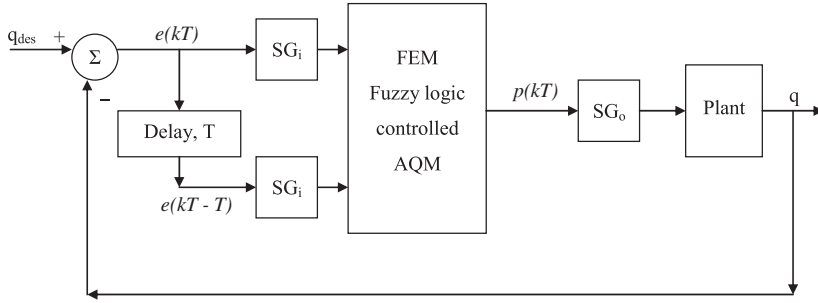 q_des
+
Σ
−
e(kT)
Delay, T
e(kT - T)
SG_i
SG_i
FEM
Fuzzy logic
controlled
AQM
p(kT)
SG_o
Plant
q